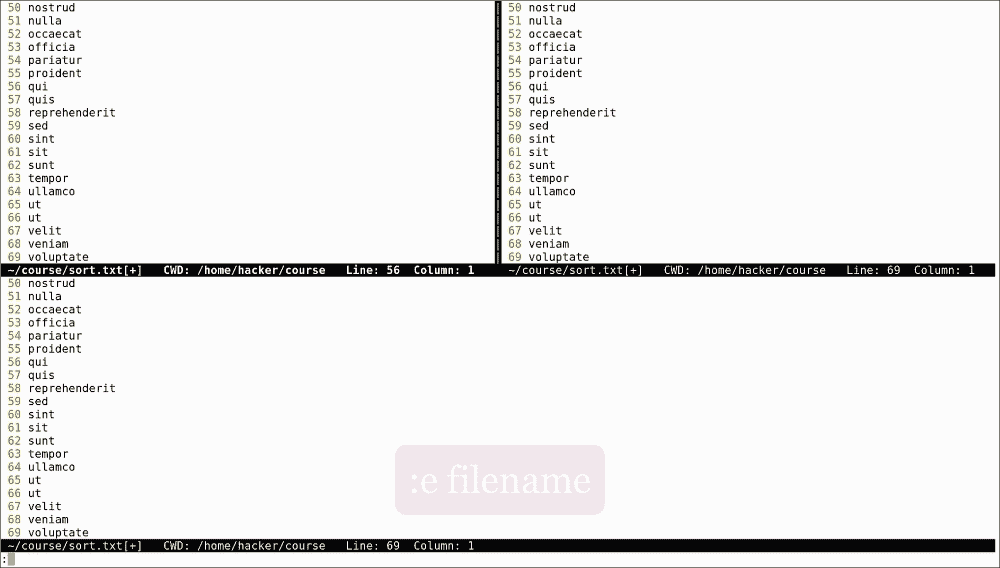 50 nostrud
51 nulla
52 occaecat
53 officia
54 pariatur
55 proident
56 qui
57 quis
58 reprehenderit
59 sed
60 sint
61 sit
62 sunt
63 tempor
64 ullamco
65 ut
66 ut
67 velit
68 veniam
69 voluptate
~/course/sort.txt[+]   CWD: /home/hacker/course   Line: 56  Column: 1
50 nostrud
51 nulla
52 occaecat
53 officia
54 pariatur
55 proident
56 qui
57 quis
58 reprehenderit
59 sed
60 sint
61 sit
62 sunt
63 tempor
64 ullamco
65 ut
66 ut
67 velit
68 veniam
69 voluptate
~/course/sort.txt[+]   CWD: /home/hacker/course   Line: 69  Column: 1
50 nostrud
51 nulla
52 occaecat
53 officia
54 pariatur
55 proident
56 qui
57 quis
58 reprehenderit
59 sed
60 sint
61 sit
62 sunt
63 tempor
64 ullamco
65 ut
66 ut
67 velit
68 veniam
69 voluptate
:e filename
~/course/sort.txt[+]   CWD: /home/hacker/course   Line: 69  Column: 1
: